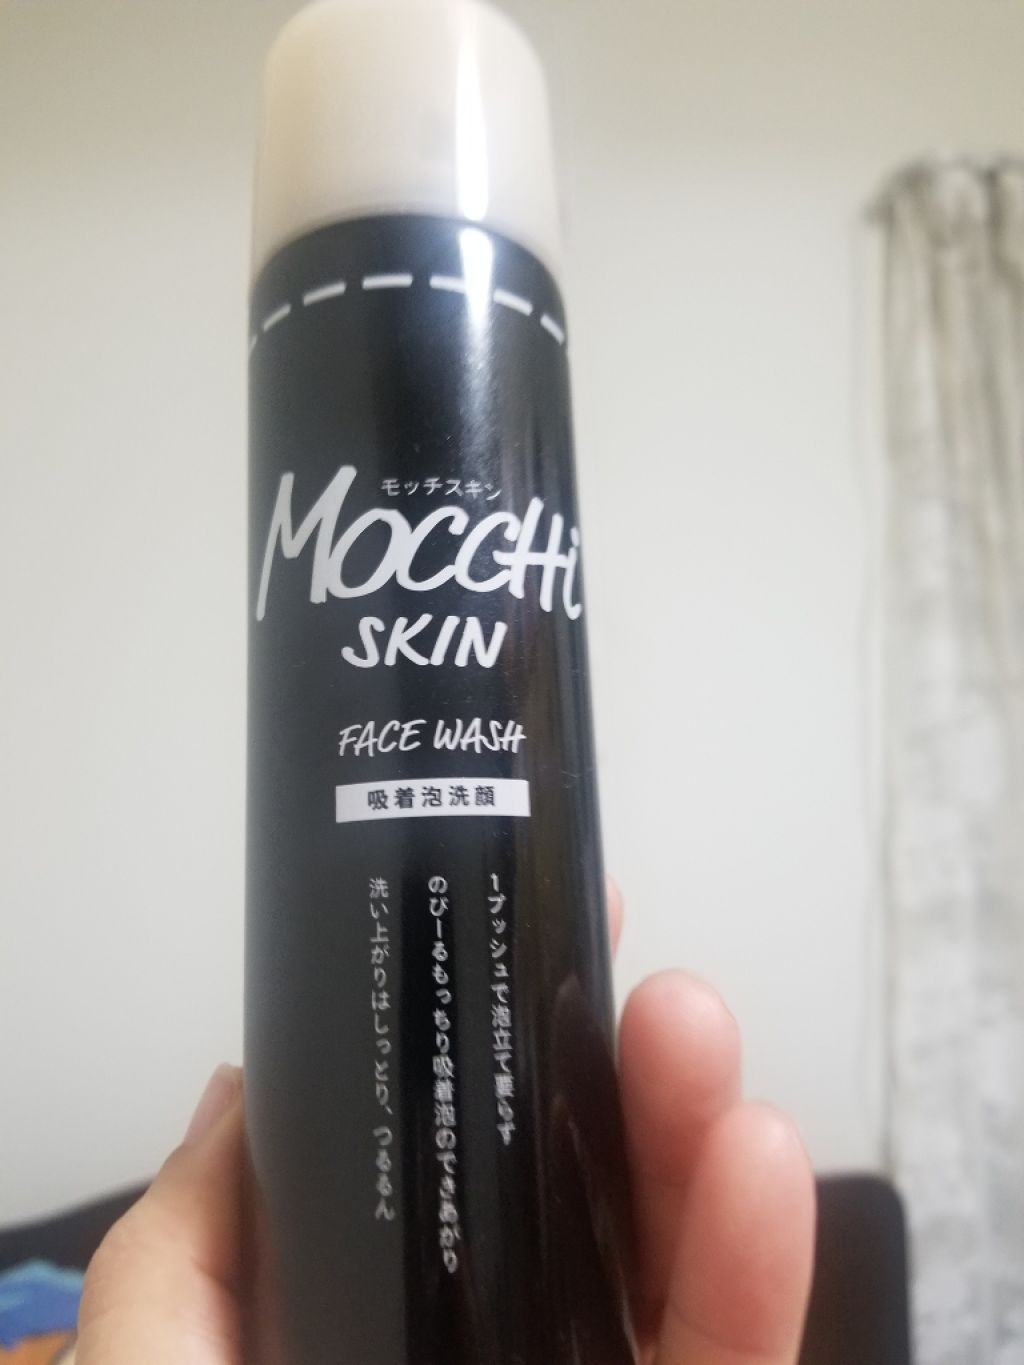 モッチスキン
MOCCHi
SKIN
FACE WASH
吸着泡洗顔
1プッシュで泡立て要らず
のびーるもっちり吸着泡のできあがり
洗い上がりはしっとり、つるるん